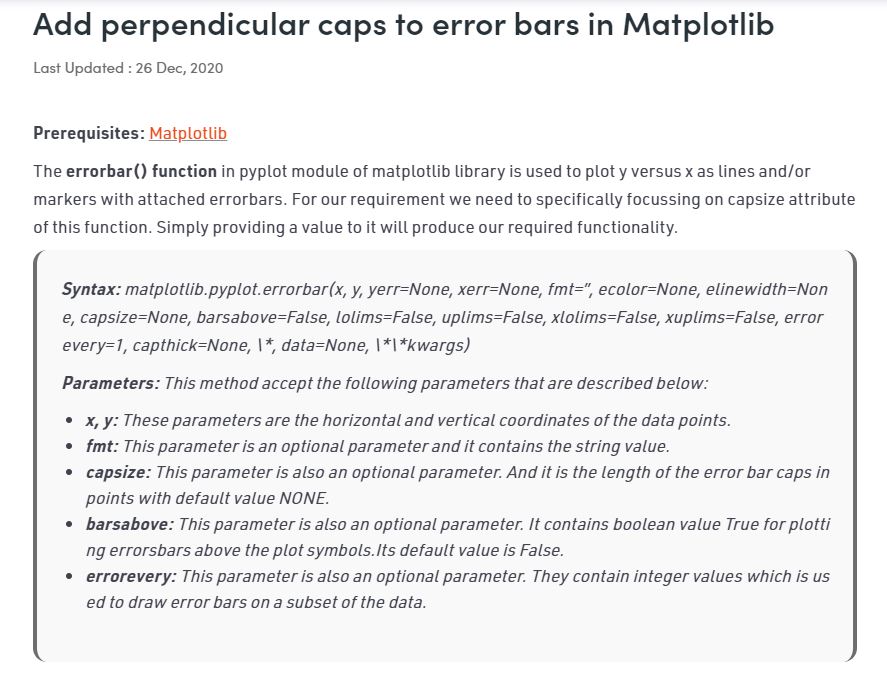 Add perpendicular caps to error bars in Matplotlib
Last Updated : 26 Dec, 2020
Prerequisites: Matplotlib
The errorbar() function in pyplot module of matplotlib library is used to plot y versus x as lines and/or
markers with attached errorbars. For our requirement we need to specifically focussing on capsize attribute
of this function. Simply providing a value to it will produce our required functionality.
Syntax: matplotlib.pyplot.errorbar(x, y, yerr=None, xerr=None, fmt=”, ecolor=None, elinewidth=Non
e, capsize=None, barsabove=False, lolims=False, uplims=False, xlolims=False, xuplims=False, error
every=1, capthick=None, \*, data=None, \*\*kwargs)
Parameters: This method accept the following parameters that are described below:
• x, y: These parameters are the horizontal and vertical coordinates of the data points.
• fmt: This parameter is an optional parameter and it contains the string value.
• capsize: This parameter is also an optional parameter. And it is the length of the error bar caps in
points with default value NONE.
• barsabove: This parameter is also an optional parameter. It contains boolean value True for plotti
ng errorsbars above the plot symbols.Its default value is False.
• errorevery: This parameter is also an optional parameter. They contain integer values which is us
ed to draw error bars on a subset of the data.